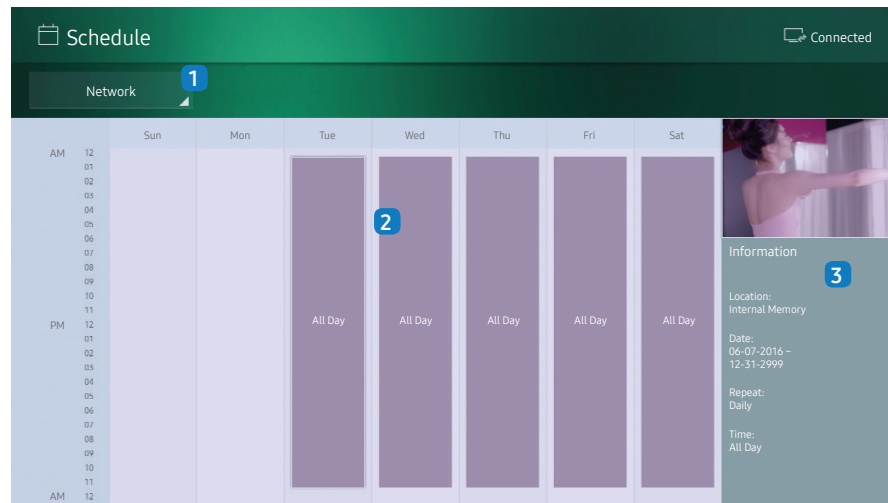 Schedule
Connected
Network
1
Sun Mon Tue Wed Thu Fri Sat
AM 12
01
02
03
04
05
06
07
08
09
10
11
PM 12
01
02
03
04
05
06
07
08
09
10
11
AM 12
2
All Day All Day All Day All Day All Day
Information
3
Location:
Internal Memory
Date:
06-07-2016 –
12-31-2999
Repeat:
Daily
Time:
All Day